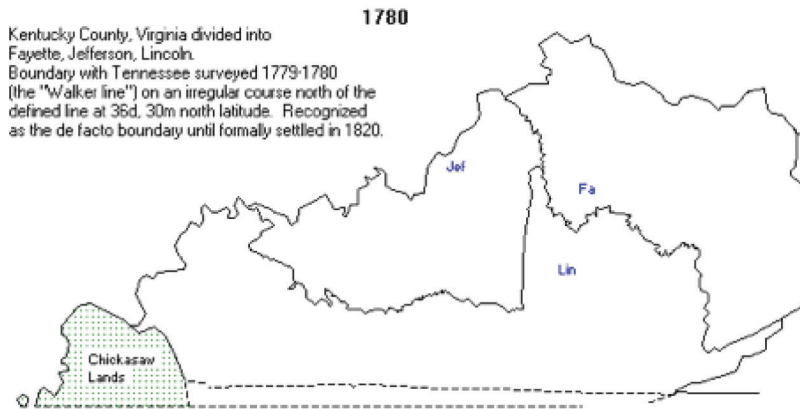 1780
Kentucky County, Virginia divided into
Fayette, Jefferson, Lincoln.
Boundary with Tennessee surveyed 1779-1780
(the "Walker line") on an irregular course north of the
defined line at 36d, 30m north latitude. Recognized
as the de facto boundary until formally settlled in 1820.
Jef
Fa
Lin
Chickasaw
Lands